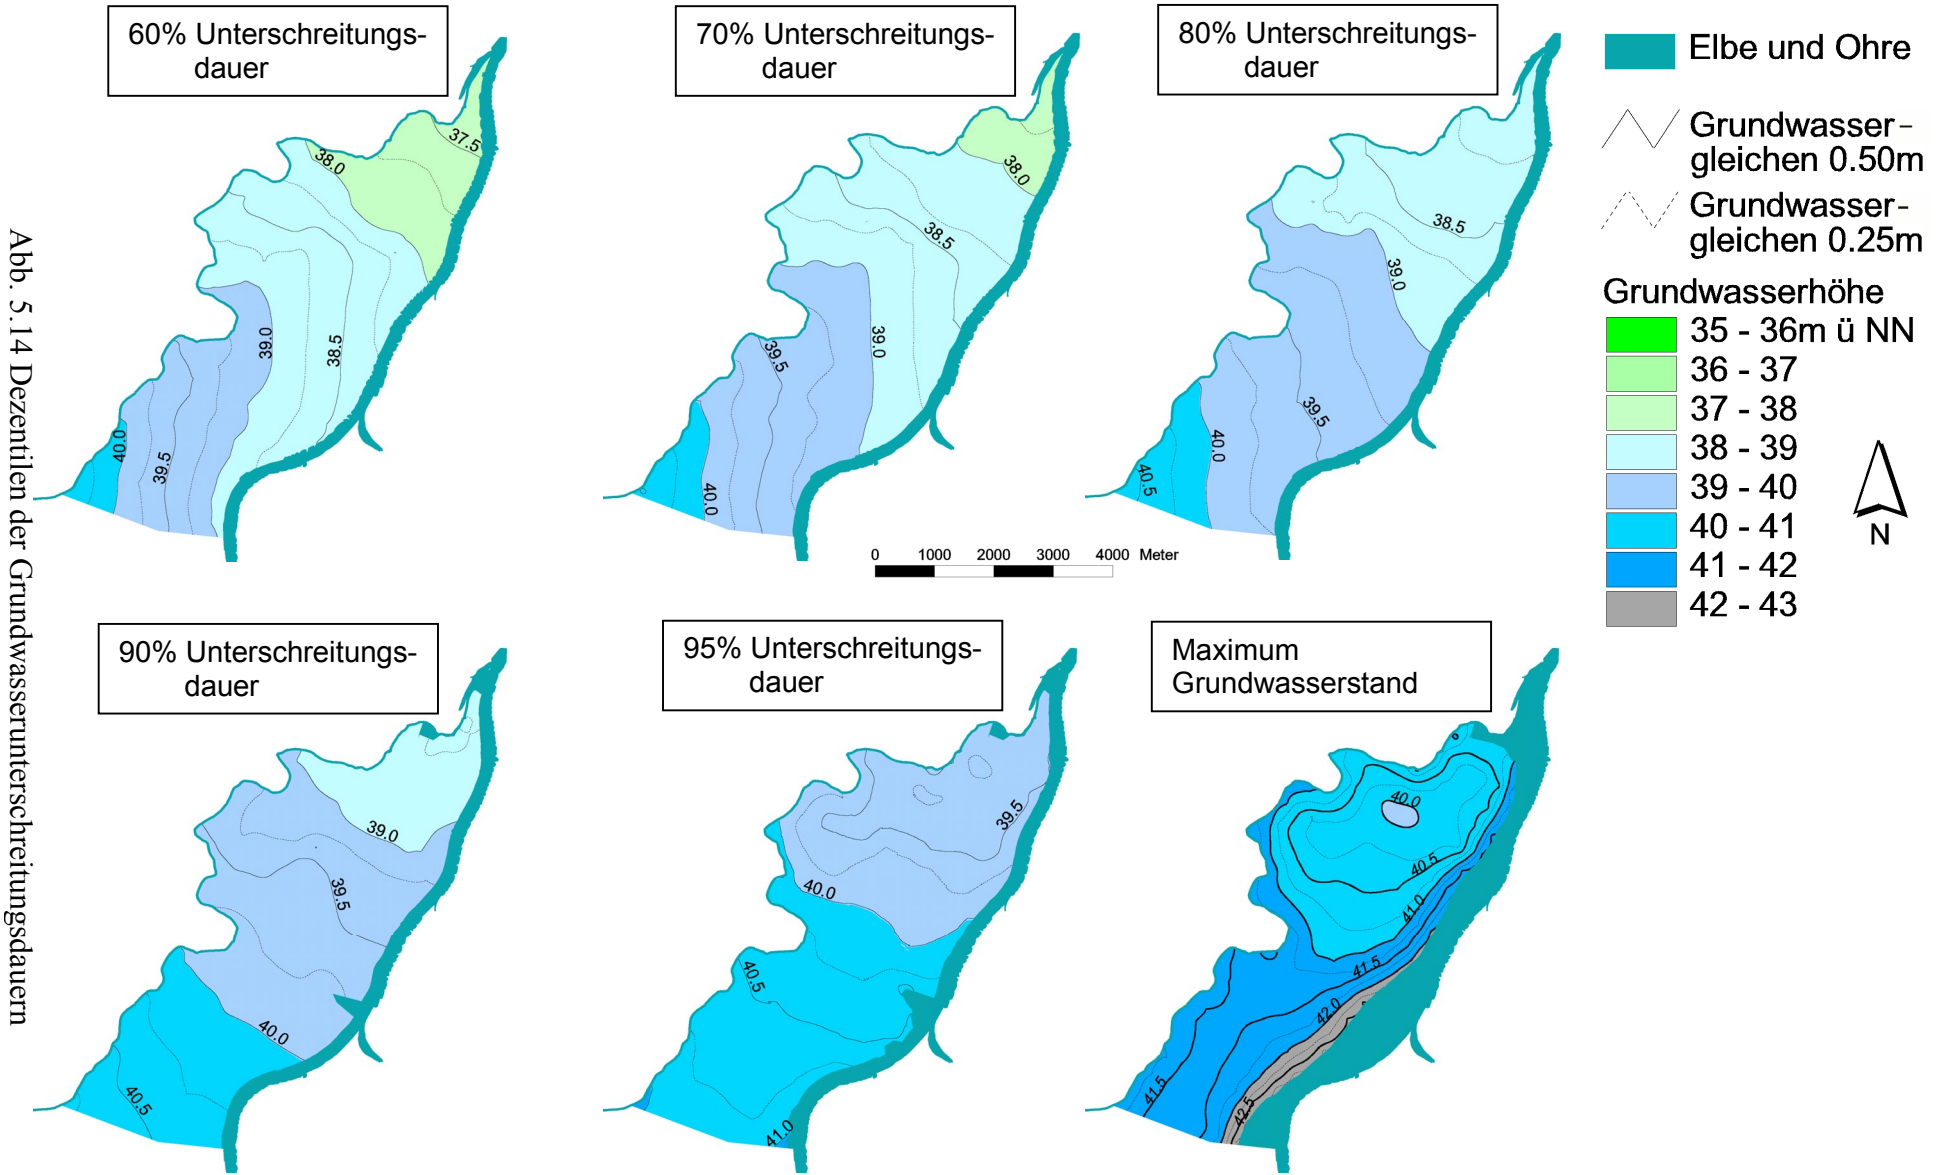 60% Unterschreitungs-
dauer
37.5
38.0
39.0
38.5
40.0
39.5
70% Unterschreitungs-
dauer
38.0
38.5
39.0
39.5
40.0
80% Unterschreitungs-
dauer
38.5
39.0
39.5
40.0
40.5
0 1000 2000 3000 4000 Meter
90% Unterschreitungs-
dauer
39.0
39.5
40.0
40.5
95% Unterschreitungs-
dauer
39.5
40.0
40.5
41.0
Maximum
Grundwasserstand
40.0
40.5
41.0
41.5
42.0
41.5
42.5
Elbe und Ohre
Grundwasser-
gleichen 0.50m
Grundwasser-
gleichen 0.25m
Grundwasserhöhe
35 - 36m ü NN
36 - 37
37 - 38
38 - 39
39 - 40
40 - 41
41 - 42
42 - 43
N
Abb. 5.14 Dezentilen der Grundwasserunterschreitungsdauern